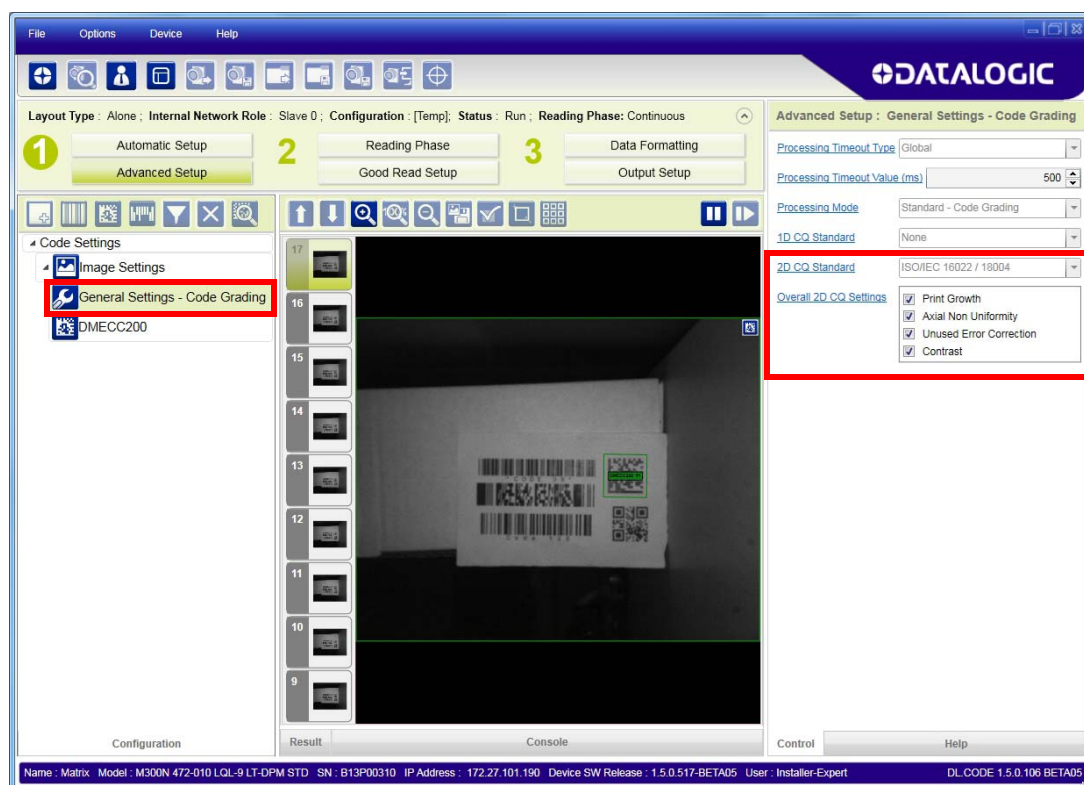 File Options Device Help
DATALOGIC
Layout Type : Alone ; Internal Network Role : Slave 0 ; Configuration : [Temp]; Status : Run ; Reading Phase: Continuous
1 Automatic Setup
Advanced Setup
2 Reading Phase
Good Read Setup
3 Data Formatting
Output Setup
Code Settings
Image Settings
General Settings - Code Grading
DMECC200
17
16
15
14
13
12
11
10
9
Configuration
Result Console
Advanced Setup : General Settings - Code Grading
Processing Timeout Type Global
Processing Timeout Value (ms) 500
Processing Mode Standard - Code Grading
1D CQ Standard None
2D CQ Standard ISO/IEC 16022 / 18004
Overall 2D CQ Settings Print Growth
Axial Non Uniformity
Unused Error Correction
Contrast
Control Help
Name : Matrix Model : M300N 472-010 LQL-9 LT-DPM STD SN : B13P00310 IP Address : 172.27.101.190 Device SW Release : 1.5.0.517-BETA05 User : Installer-Expert DL.CODE 1.5.0.106 BETA05